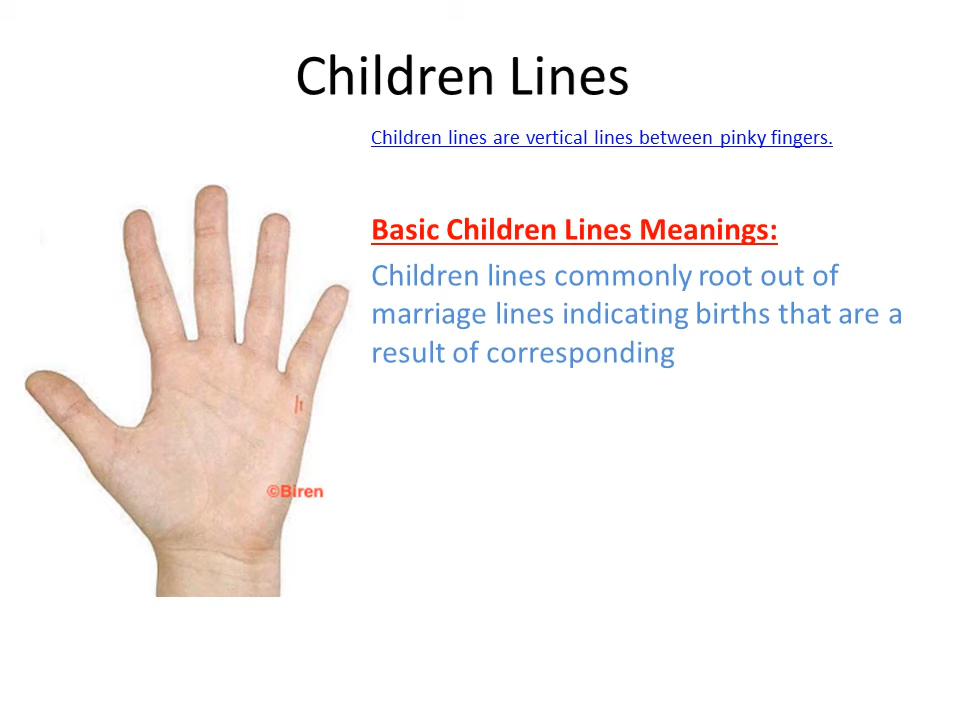 Children Lines
Children lines are vertical lines between pinky fingers.
Basic Children Lines Meanings:
Children lines commonly root out of
marriage lines indicating births that are a
result of corresponding
©Biren